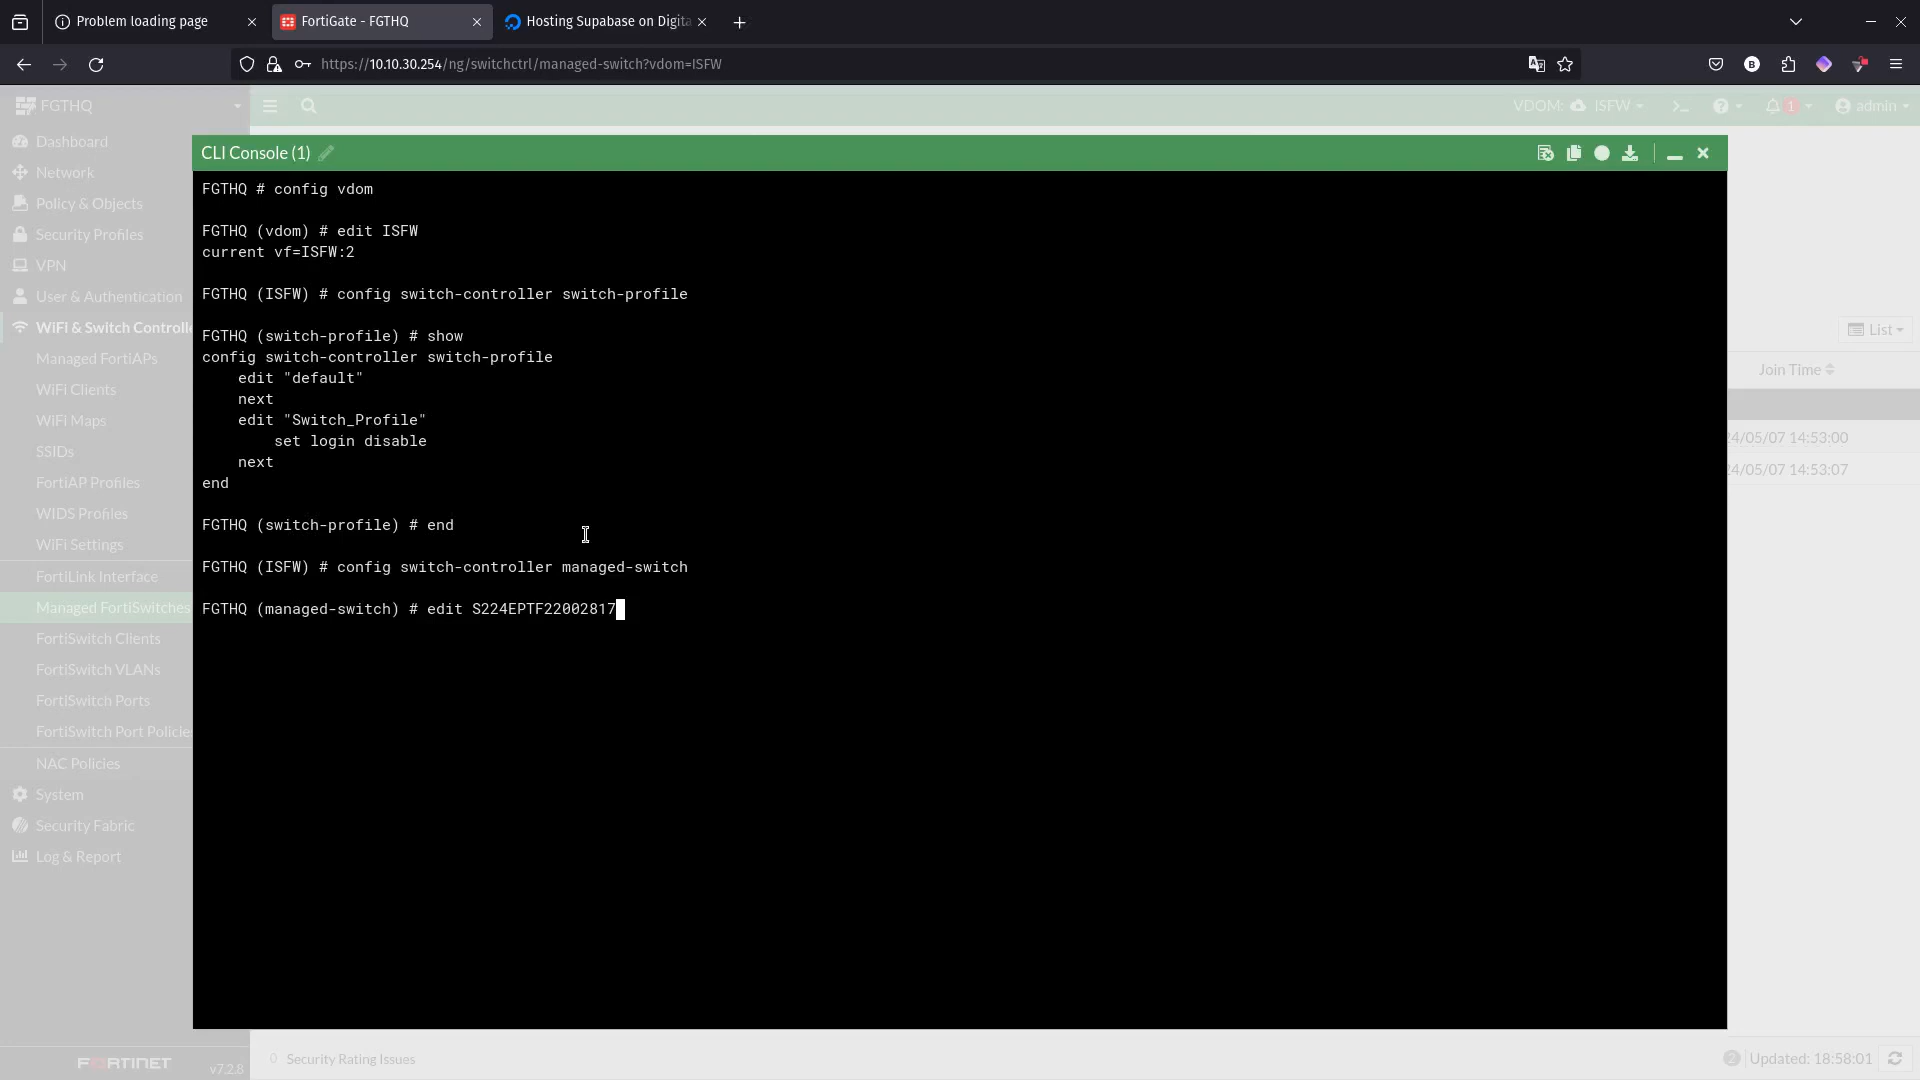 Problem loading page
FortiGate - FGTHQ
Hosting Supabase on Digita
https://10.10.30.254/ng/switchctrl/managed-switch?vdom=ISFW
FGTHQ
VDOM: ISFW
1
admin
Dashboard
Network
Policy & Objects
Security Profiles
VPN
User & Authentication
WiFi & Switch Controlle
Managed FortiAPs
WiFi Clients
WiFi Maps
SSIDs
FortiAP Profiles
WIDS Profiles
WiFi Settings
FortiLink Interface
Managed FortiSwitches
FortiSwitch Clients
FortiSwitch VLANs
FortiSwitch Ports
FortiSwitch Port Policie
NAC Policies
System
Security Fabric
Log & Report
FORTINET v7.2.8
CLI Console (1)
FGTHQ # config vdom
FGTHQ (vdom) # edit ISFW
current vf=ISFW:2
FGTHQ (ISFW) # config switch-controller switch-profile
FGTHQ (switch-profile) # show
config switch-controller switch-profile
edit "default"
next
edit "Switch_Profile"
set login disable
next
end
FGTHQ (switch-profile) # end
FGTHQ (ISFW) # config switch-controller managed-switch
FGTHQ (managed-switch) # edit S224EPTF22002817
List
Join Time
24/05/07 14:53:00
24/05/07 14:53:07
0 Security Rating Issues
2 Updated: 18:58:01